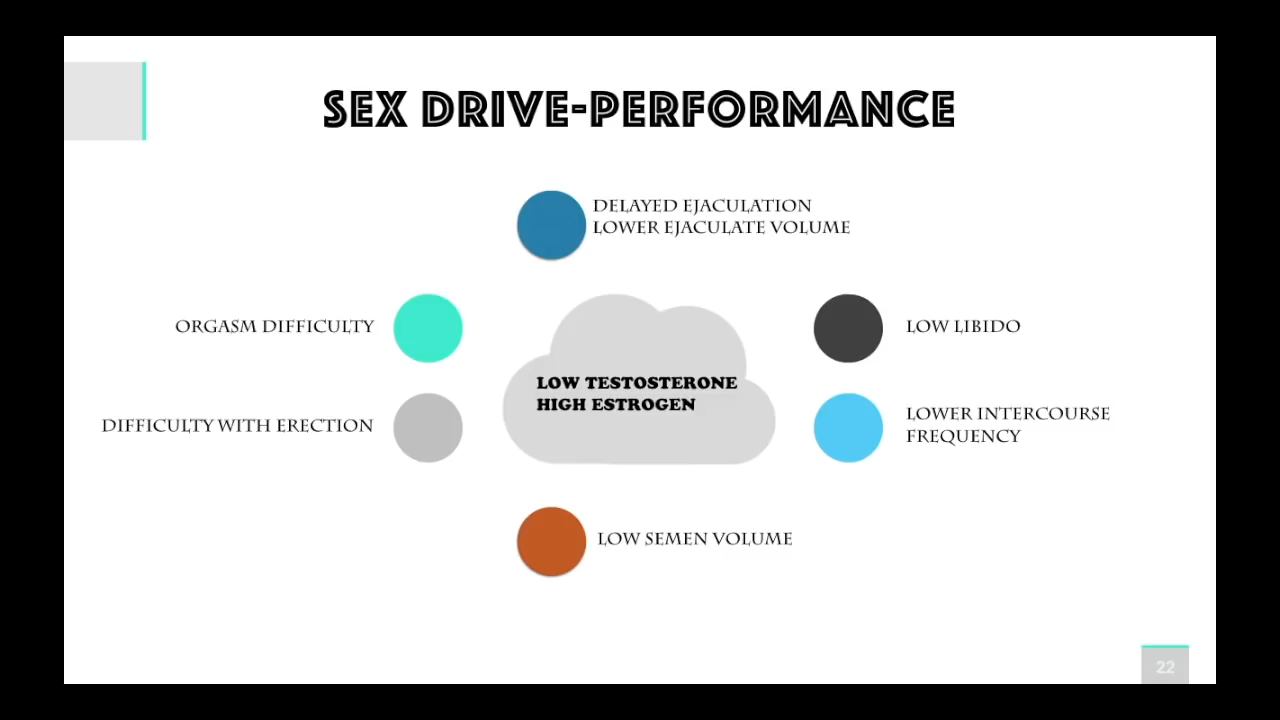 SEX DRIVE-PERFORMANCE
DELAYED EJACULATION
LOWER EJACULATE VOLUME
ORGASM DIFFICULTY
LOW LIBIDO
LOW TESTOSTERONE
HIGH ESTROGEN
DIFFICULTY WITH ERECTION
LOWER INTERCOURSE
FREQUENCY
LOW SEMEN VOLUME
22